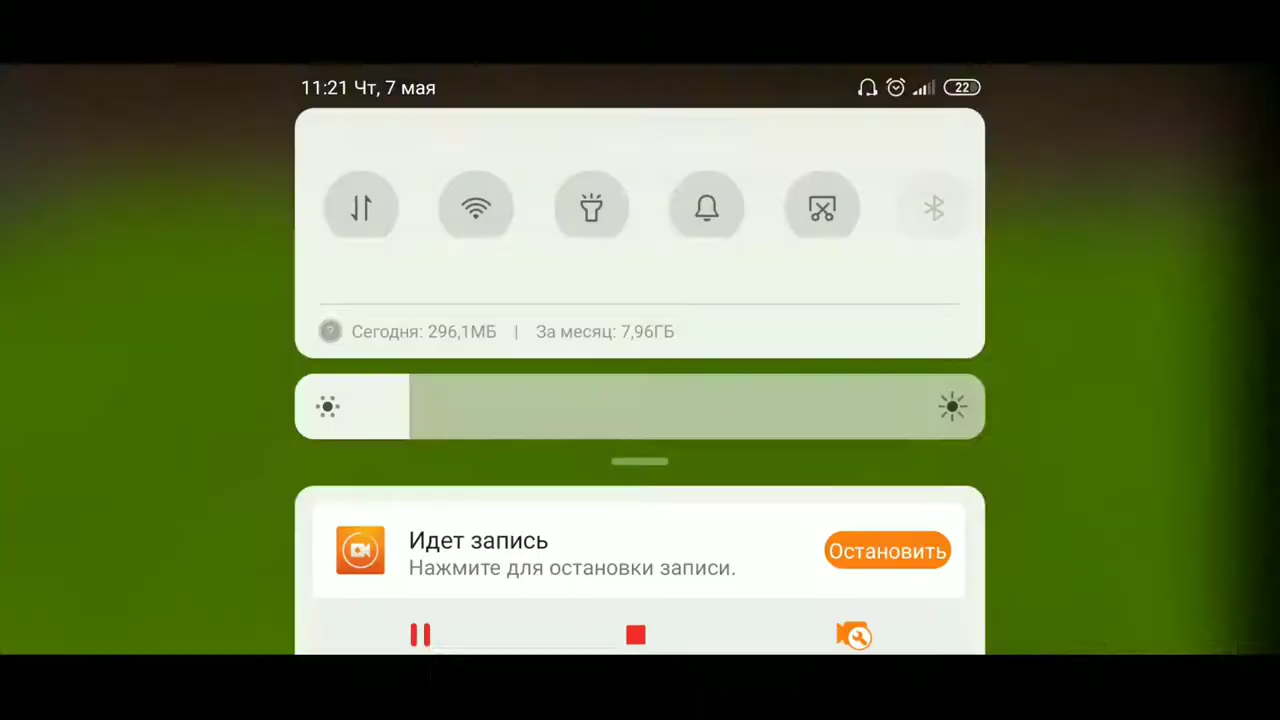 11:21 Чт, 7 мая
22
Сегодня: 296,1МБ | За месяц: 7,96ГБ
Идет запись
Нажмите для остановки записи.
Остановить